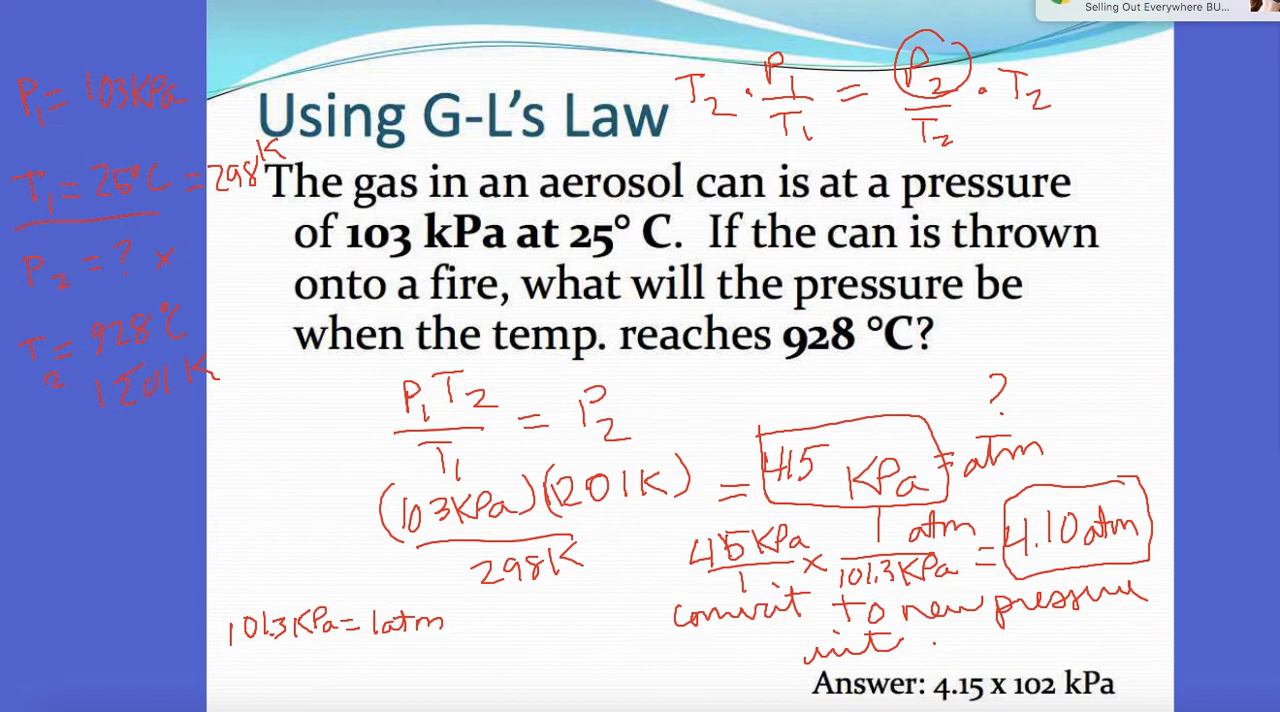 Selling Out Everywhere BU...
T₂ · P₁/T₁ = P₂/T₂ · T₂
P₁ = 103 KPa
Using G-L's Law
T₁ = 25°C = 298 K
The gas in an aerosol can is at a pressure
of 103 kPa at 25° C. If the can is thrown
P₂ = ? x
onto a fire, what will the pressure be
T₂ = 928 °C
when the temp. reaches 928 °C?
1201 K
P₁T₂/T₁ = P₂
?
(103KPa)(1201K)/298K = 415 KPa = atm
415 KPa/1 x 1 atm/101.3 KPa = 4.10 atm
convert to new pressure
unit.
101.3 KPa = 1atm
Answer: 4.15 x 102 kPa